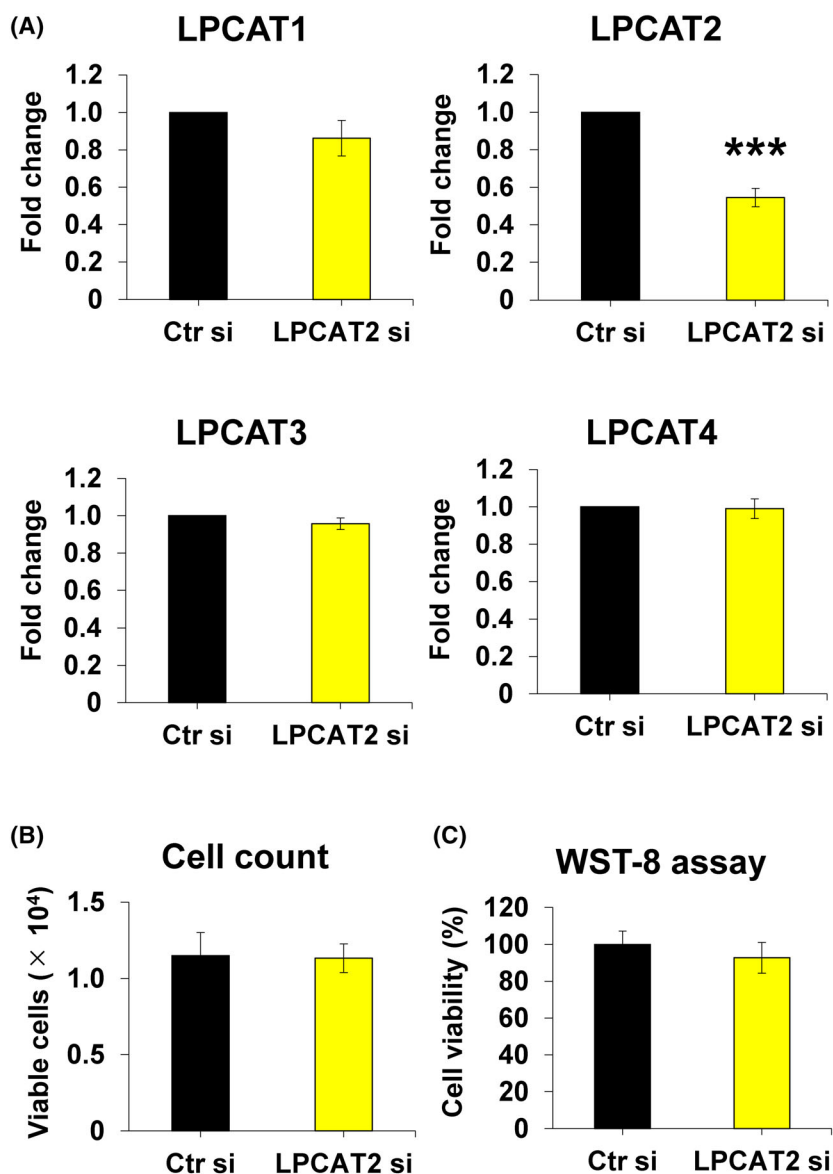 (A)
LPCAT1
Fold change
1.2
1.0
0.8
0.6
0.4
0.2
0
Ctr si LPCAT2 si
LPCAT2
Fold change
1.2
1.0
0.8
0.6
0.4
0.2
0
***
Ctr si LPCAT2 si
LPCAT3
Fold change
1.2
1.0
0.8
0.6
0.4
0.2
0
Ctr si LPCAT2 si
LPCAT4
Fold change
1.2
1.0
0.8
0.6
0.4
0.2
0
Ctr si LPCAT2 si
(B)
Cell count
Viable cells (× 10⁴)
1.5
1.0
0.5
0
Ctr si LPCAT2 si
(C)
WST-8 assay
Cell viability (%)
120
100
80
60
40
20
0
Ctr si LPCAT2 si